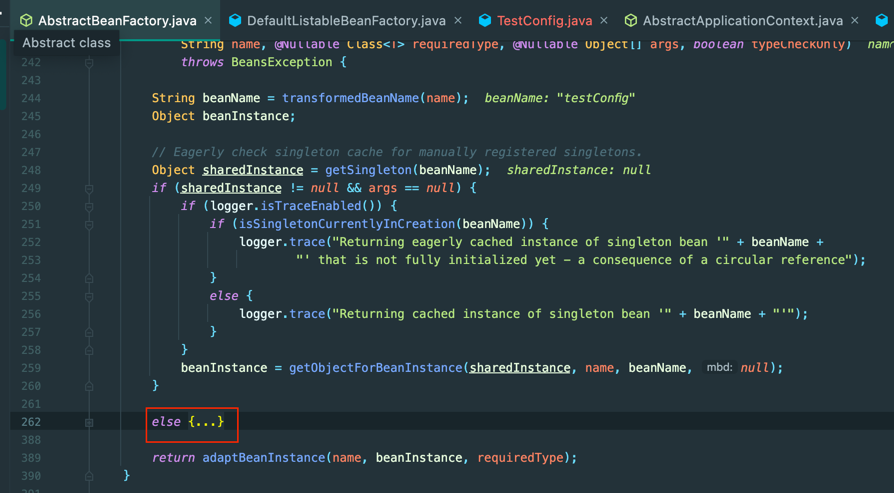 AbstractBeanFactory.java × DefaultListableBeanFactory.java × TestConfig.java × AbstractApplicationContext.java ×
Abstract class
String name, @Nullable Class<T> requiredType, @Nullable Object[] args, boolean typeCheckOnly)
242 throws BeansException {
243
244 String beanName = transformedBeanName(name); beanName: "testConfig"
245 Object beanInstance;
246
247 // Eagerly check singleton cache for manually registered singletons.
248 Object sharedInstance = getSingleton(beanName); sharedInstance: null
249 if (sharedInstance != null && args == null) {
250 if (logger.isTraceEnabled()) {
251 if (isSingletonCurrentlyInCreation(beanName)) {
252 logger.trace("Returning eagerly cached instance of singleton bean '" + beanName +
253 "' that is not fully initialized yet - a consequence of a circular reference");
254 }
255 else {
256 logger.trace("Returning cached instance of singleton bean '" + beanName + "'");
257 }
258 }
259 beanInstance = getObjectForBeanInstance(sharedInstance, name, beanName, mbd: null);
260 }
261
262 else {...}
388
389 return adaptBeanInstance(name, beanInstance, requiredType);
390 }